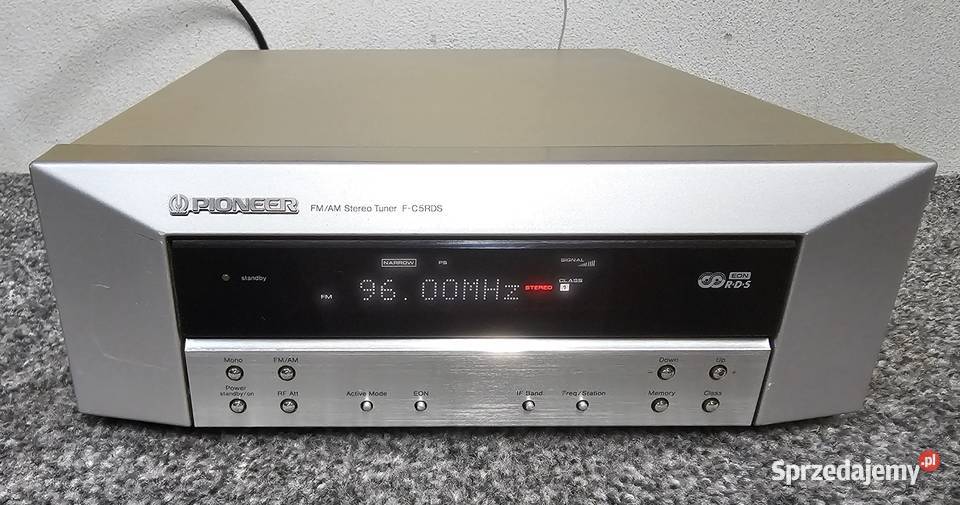 PIONEER FM/AM Stereo Tuner F-C5RDS
NARROW PS SIGNAL
standby
FM 96.00MHz STEREO CLASS 1
EON
R·D·S
Mono FM/AM Down Up
- +
Power RF Att Active Mode EON IF Band Freq/Station Memory Class
standby/on
Sprzedajemy.pl